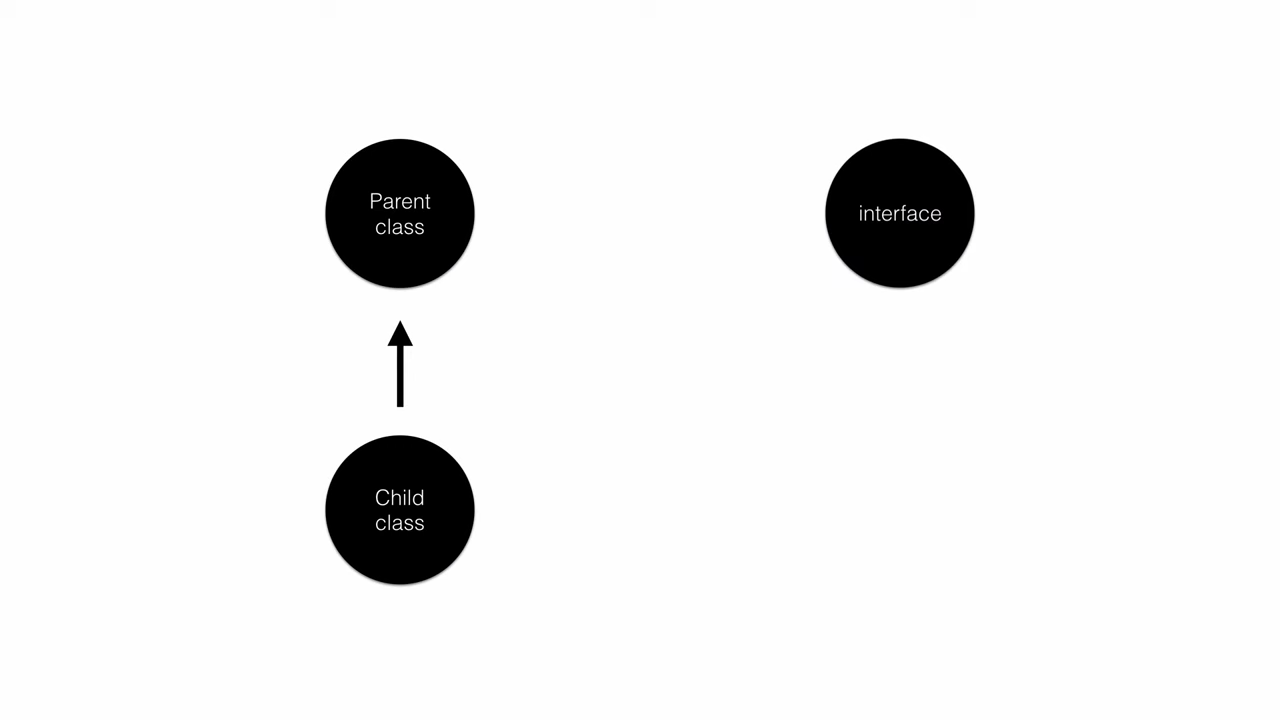 Parent
class
interface
Child
class